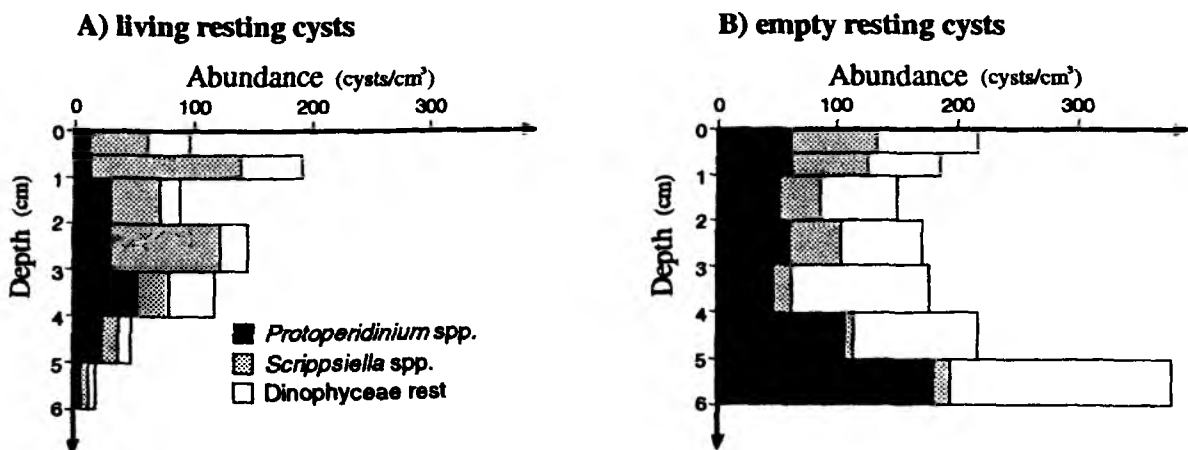 A) living resting cysts
Abundance (cysts/cm³)
0 100 200 300
Depth (cm)
0
1
2
3
4
5
6
Protoperidinium spp.
Scrippsiella spp.
Dinophyceae rest
B) empty resting cysts
Abundance (cysts/cm³)
0 100 200 300
Depth (cm)
0
1
2
3
4
5
6